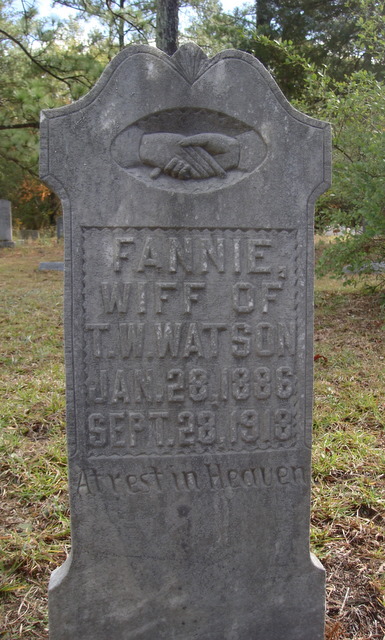 FANNIE,
WIFF OF
T.W.WATSON
JAN.28,1886
SEPT.28,1918
At rest in Heaven